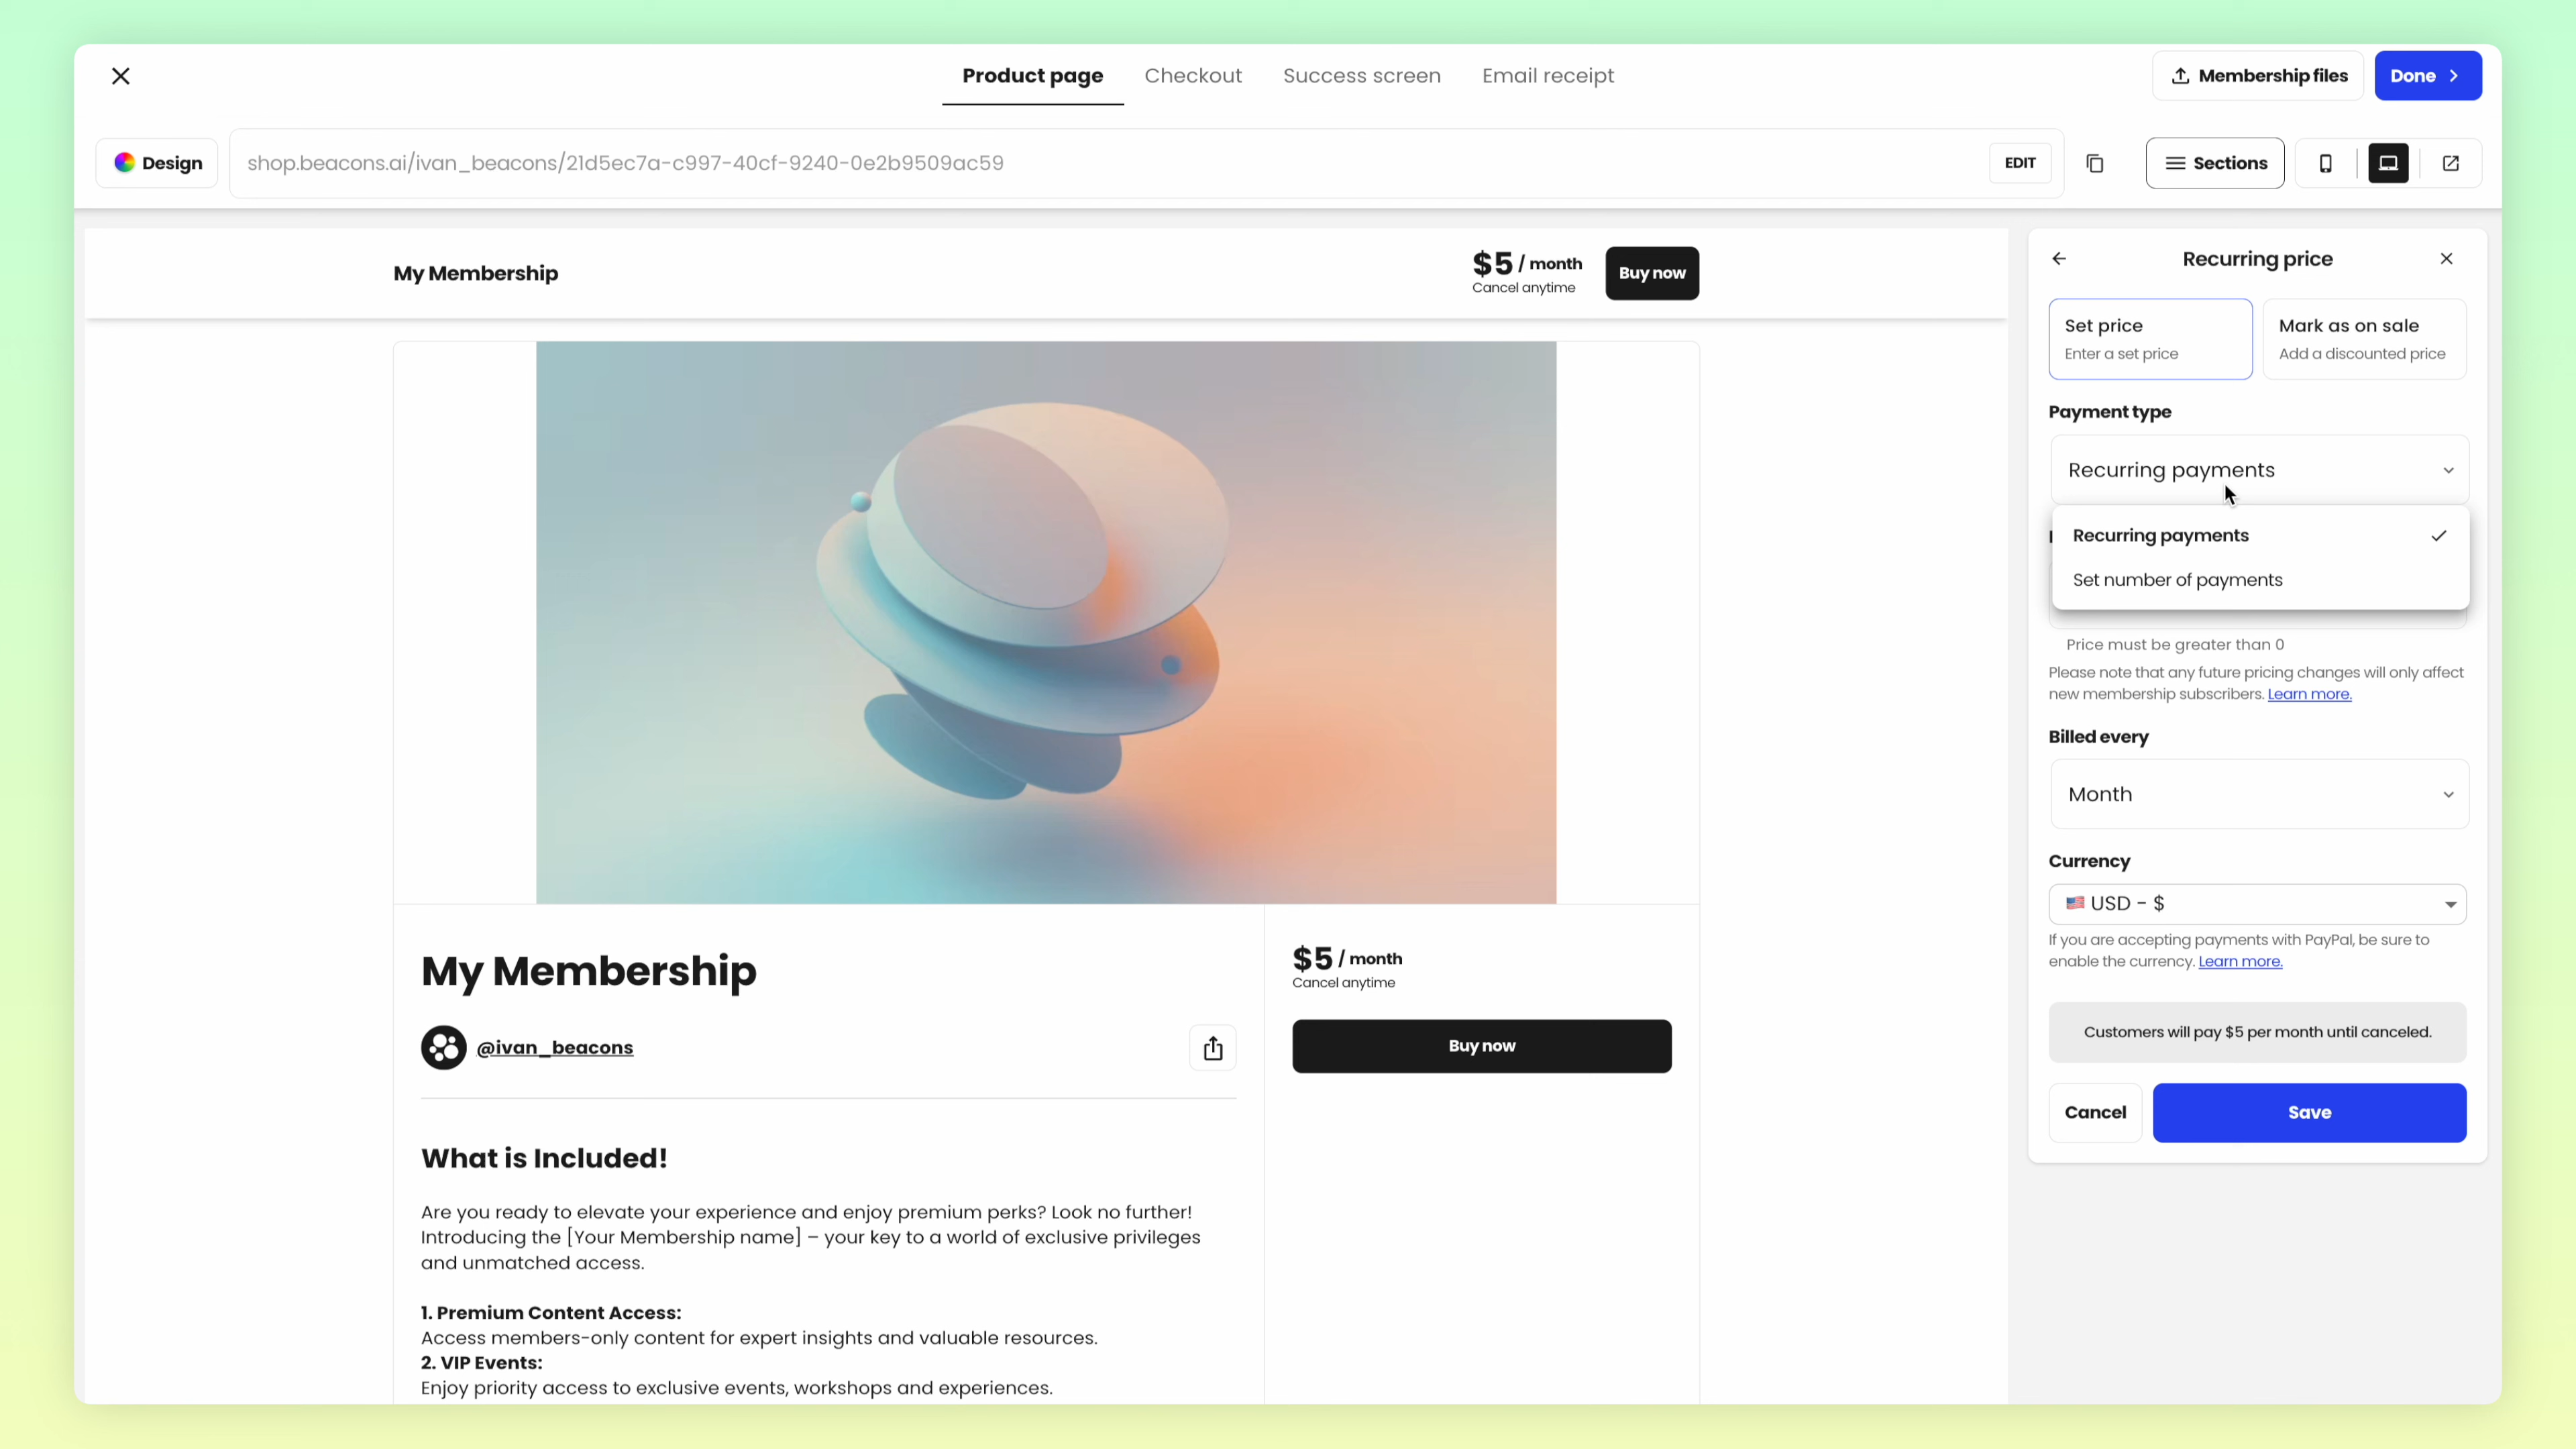 Product page
Checkout
Success screen
Email receipt
Membership files
Done
Design
shop.beacons.ai/ivan_beacons/21d5ec7a-c997-40cf-9240-0e2b9509ac59
EDIT
Sections
My Membership
$5 / month
Cancel anytime
Buy now
My Membership
@ivan_beacons
$5 / month
Cancel anytime
Buy now
What is Included!
Are you ready to elevate your experience and enjoy premium perks? Look no further!
Introducing the [Your Membership name] – your key to a world of exclusive privileges
and unmatched access.
1. Premium Content Access:
Access members-only content for expert insights and valuable resources.
2. VIP Events:
Enjoy priority access to exclusive events, workshops and experiences.
Recurring price
Set price
Enter a set price
Mark as on sale
Add a discounted price
Payment type
Recurring payments
Recurring payments
Set number of payments
Price must be greater than 0
Please note that any future pricing changes will only affect
new membership subscribers. Learn more.
Billed every
Month
Currency
USD - $
If you are accepting payments with PayPal, be sure to
enable the currency. Learn more.
Customers will pay $5 per month until canceled.
Cancel
Save